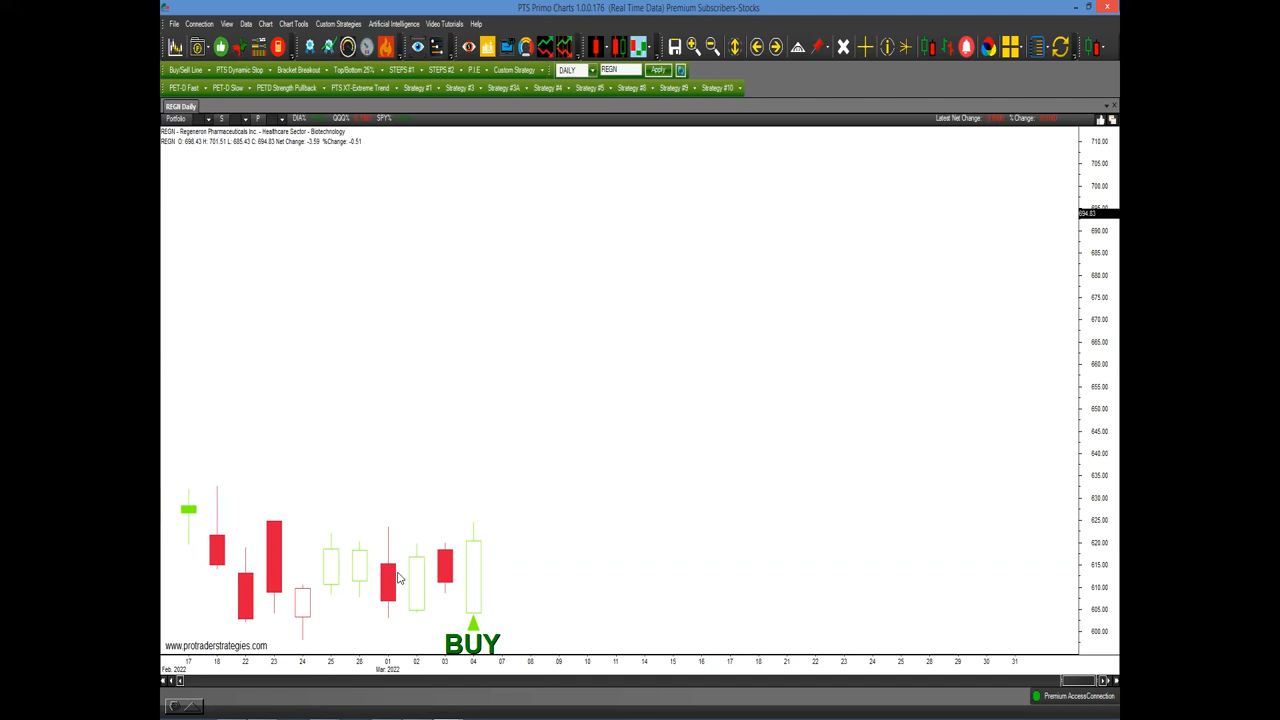 PTS Primo Charts 1.0.0.176 (Real Time Data) Premium Subscribers-Stocks
File Connection View Data Chart Chart Tools Custom Strategies Artificial Intelligence Video Tutorials Help
Buy/Sell Line PTS Dynamic Stop Bracket Breakout Top/Bottom 25% STEPS #1 STEPS #2 P.I.E Custom Strategy DAILY REGN Apply
PET-D Fast PET-D Slow PETD Strength Pullback PTS XT-Extreme Trend Strategy #1 Strategy #3 Strategy #3A Strategy #4 Strategy #5 Strategy #8 Strategy #9 Strategy #10
REGN Daily
Portfolio S P DIA% QQQ% SPY% Latest Net Change: % Change:
REGN - Regeneron Pharmaceuticals Inc. - Healthcare Sector - Biotechnology
REGN O: 698.43 H: 701.51 L: 685.43 C: 694.83 Net Change: -3.59 %Change: -0.51
710.00
705.00
700.00
695.00
694.83
690.00
685.00
680.00
675.00
670.00
665.00
660.00
655.00
650.00
645.00
640.00
635.00
630.00
625.00
620.00
615.00
610.00
605.00
600.00
www.protraderstrategies.com
BUY
17 18 22 23 24 25 28 01 02 03 04 07 08 09 10 11 14 15 16 17 18 21 22 23 24 25 28 29 30 31
Feb. 2022 Mar. 2022
Premium AccessConnection